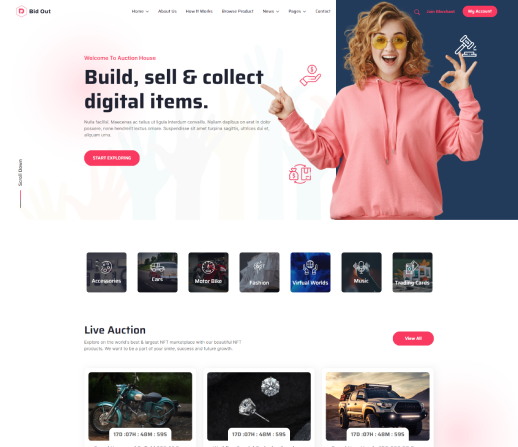 Bid Out
Home
About Us
How It Works
Browse Product
News
Pages
Contact
Join Merchant
My Account
Welcome To Auction House
Build, sell & collect
digital items.
Nulla facilisi. Maecenas ac tellus ut ligula interdum convallis. Nullam dapibus on erat in dolor
posuere, none hendrerit lectus ornare. Suspendisse sit amet turpina sagittis, ultrices dui et,
aliquam urna.
START EXPLORING
Scroll Down
Accessories
Cars
Motor Bike
Fashion
Virtual Worlds
Music
Trading Cards
Live Auction
Explore on the world's best & largest NFT marketplace with our beautiful NFT
products. We want to be a part of your smile, success and future growth.
View All
17D : 07H : 48M : 59S
17D : 07H : 48M : 59S
17D : 07H : 48M : 59S